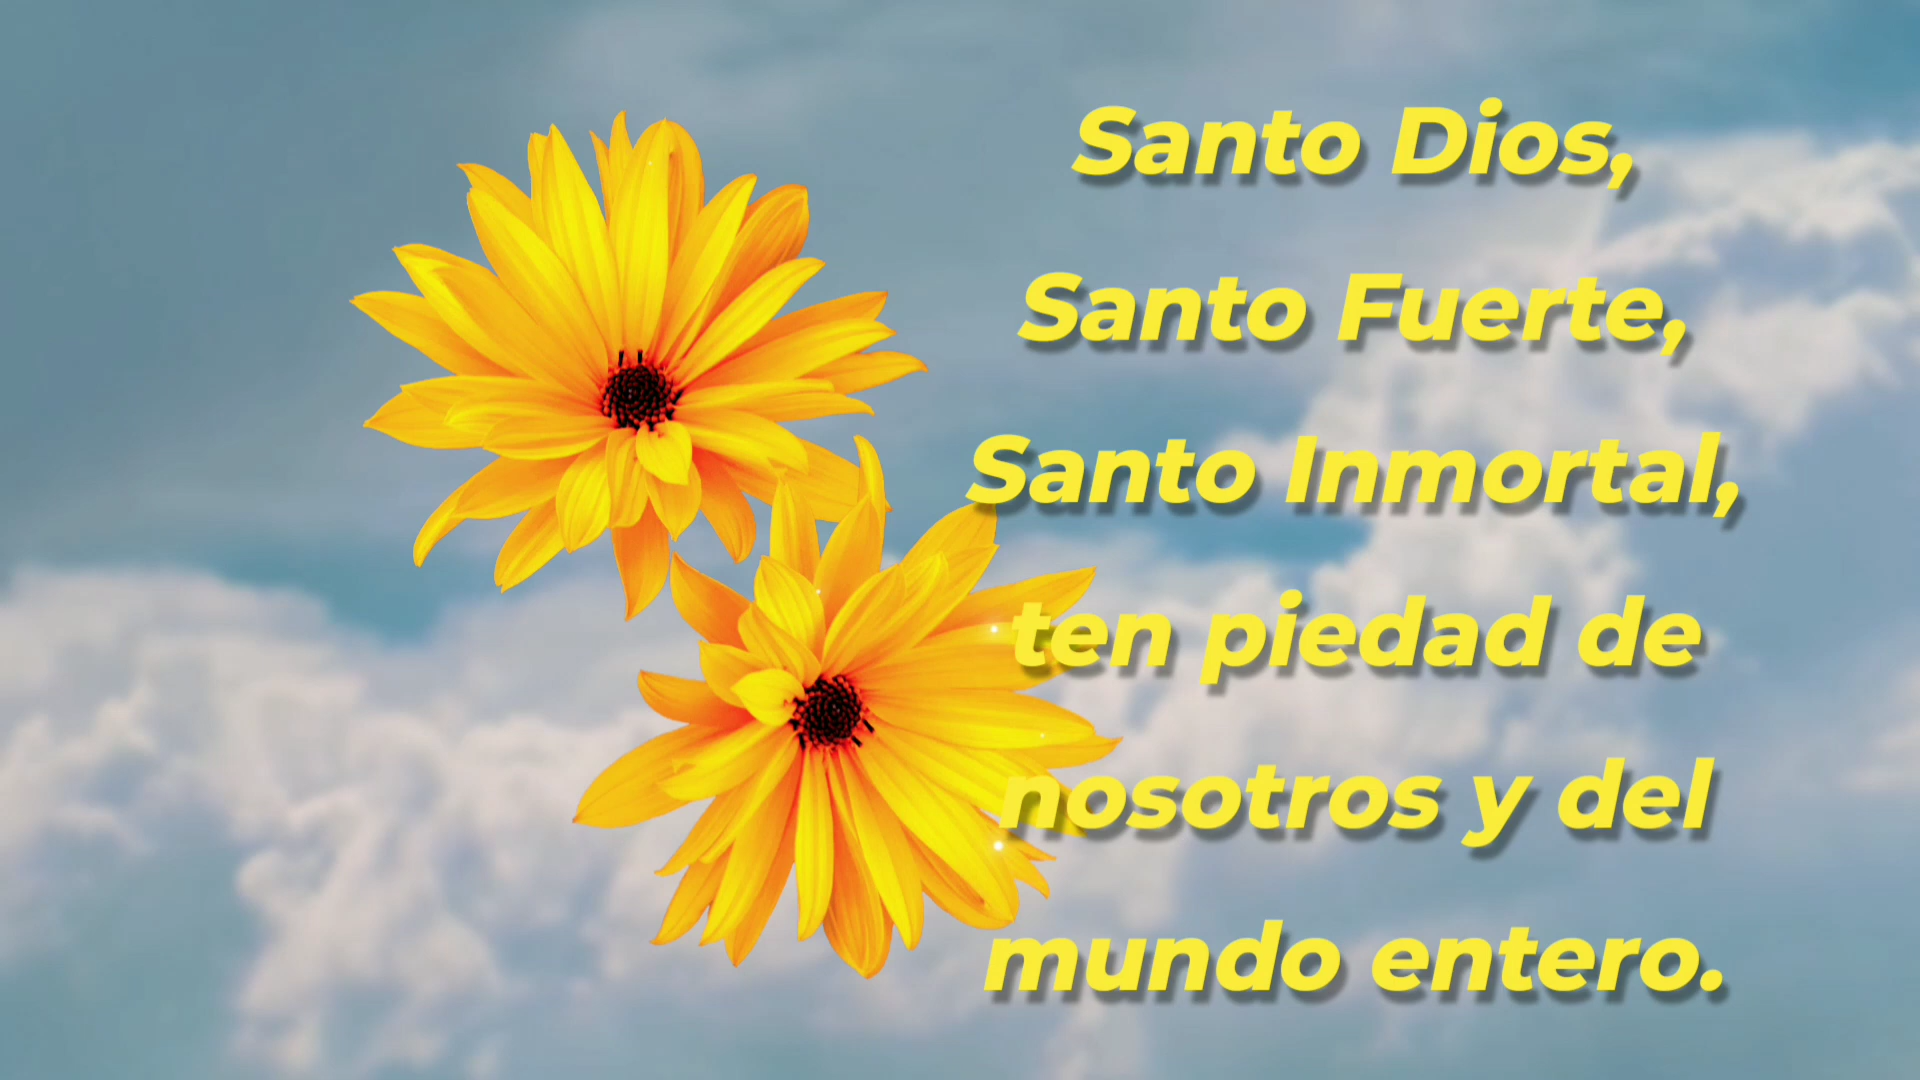 Santo Dios,
Santo Fuerte,
Santo Inmortal,
ten piedad de
nosotros y del
mundo entero.